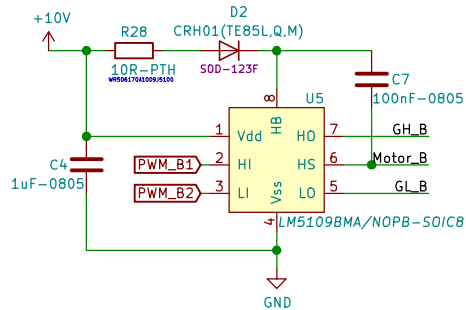 +10V
R28
10R-PTH
WR506170A1009J5100
D2
CRH01(TE85L,Q,M)
SOD-123F
C7
100nF-0805
U5
8
HB
1
Vdd
HO
7
GH_B
PWM_B1
2
HI
HS
6
Motor_B
PWM_B2
3
LI
LO
5
GL_B
Vss
4
C4
1uF-0805
LM5109BMA/NOPB-SOIC8
GND